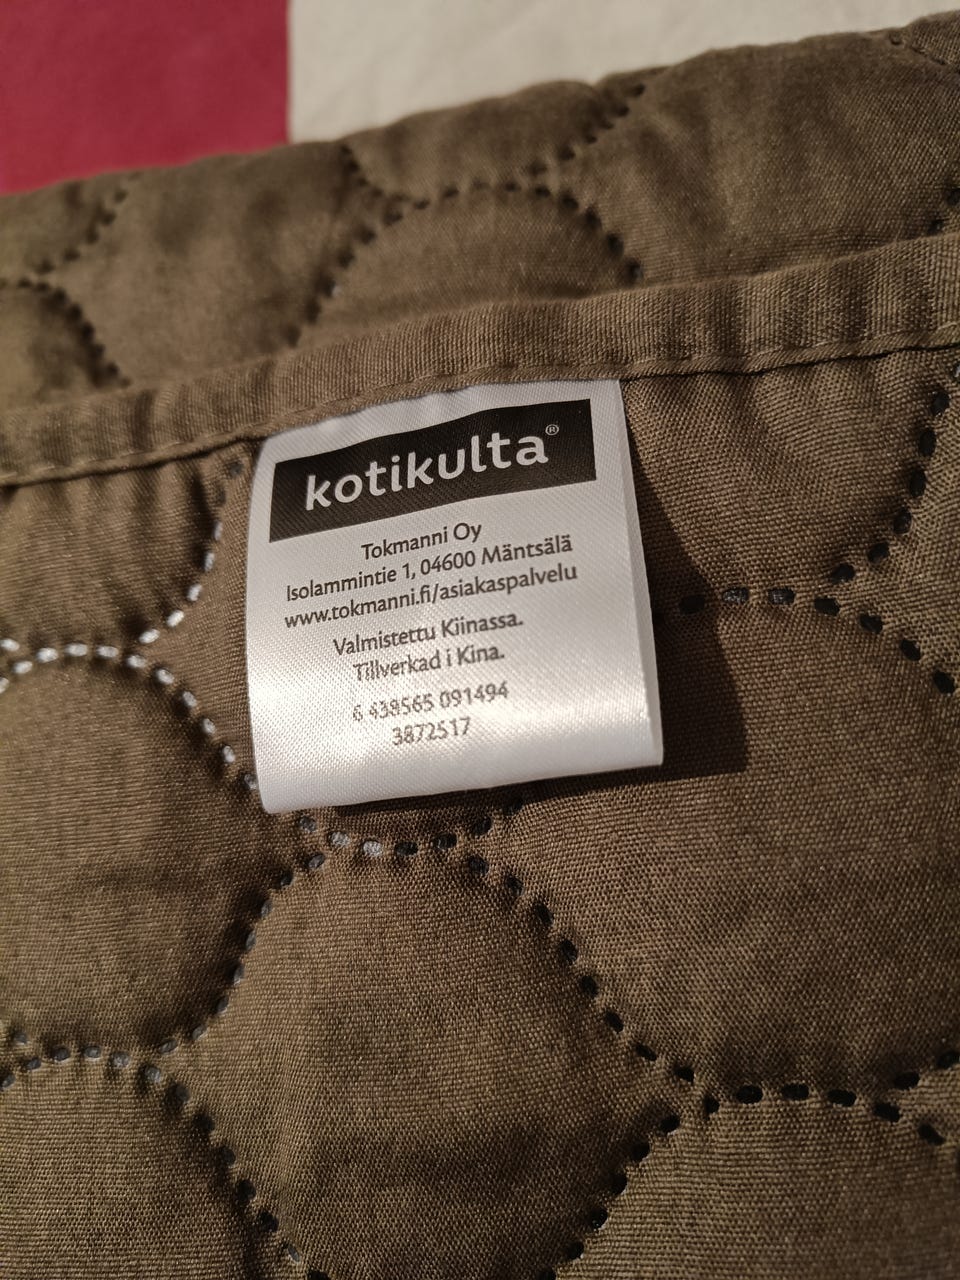 kotikulta®
Tokmanni Oy
Isolammintie 1, 04600 Mäntsälä
www.tokmanni.fi/asiakaspalvelu
Valmistettu Kiinassa.
Tillverkad i Kina.
6 438565 091494
3872517